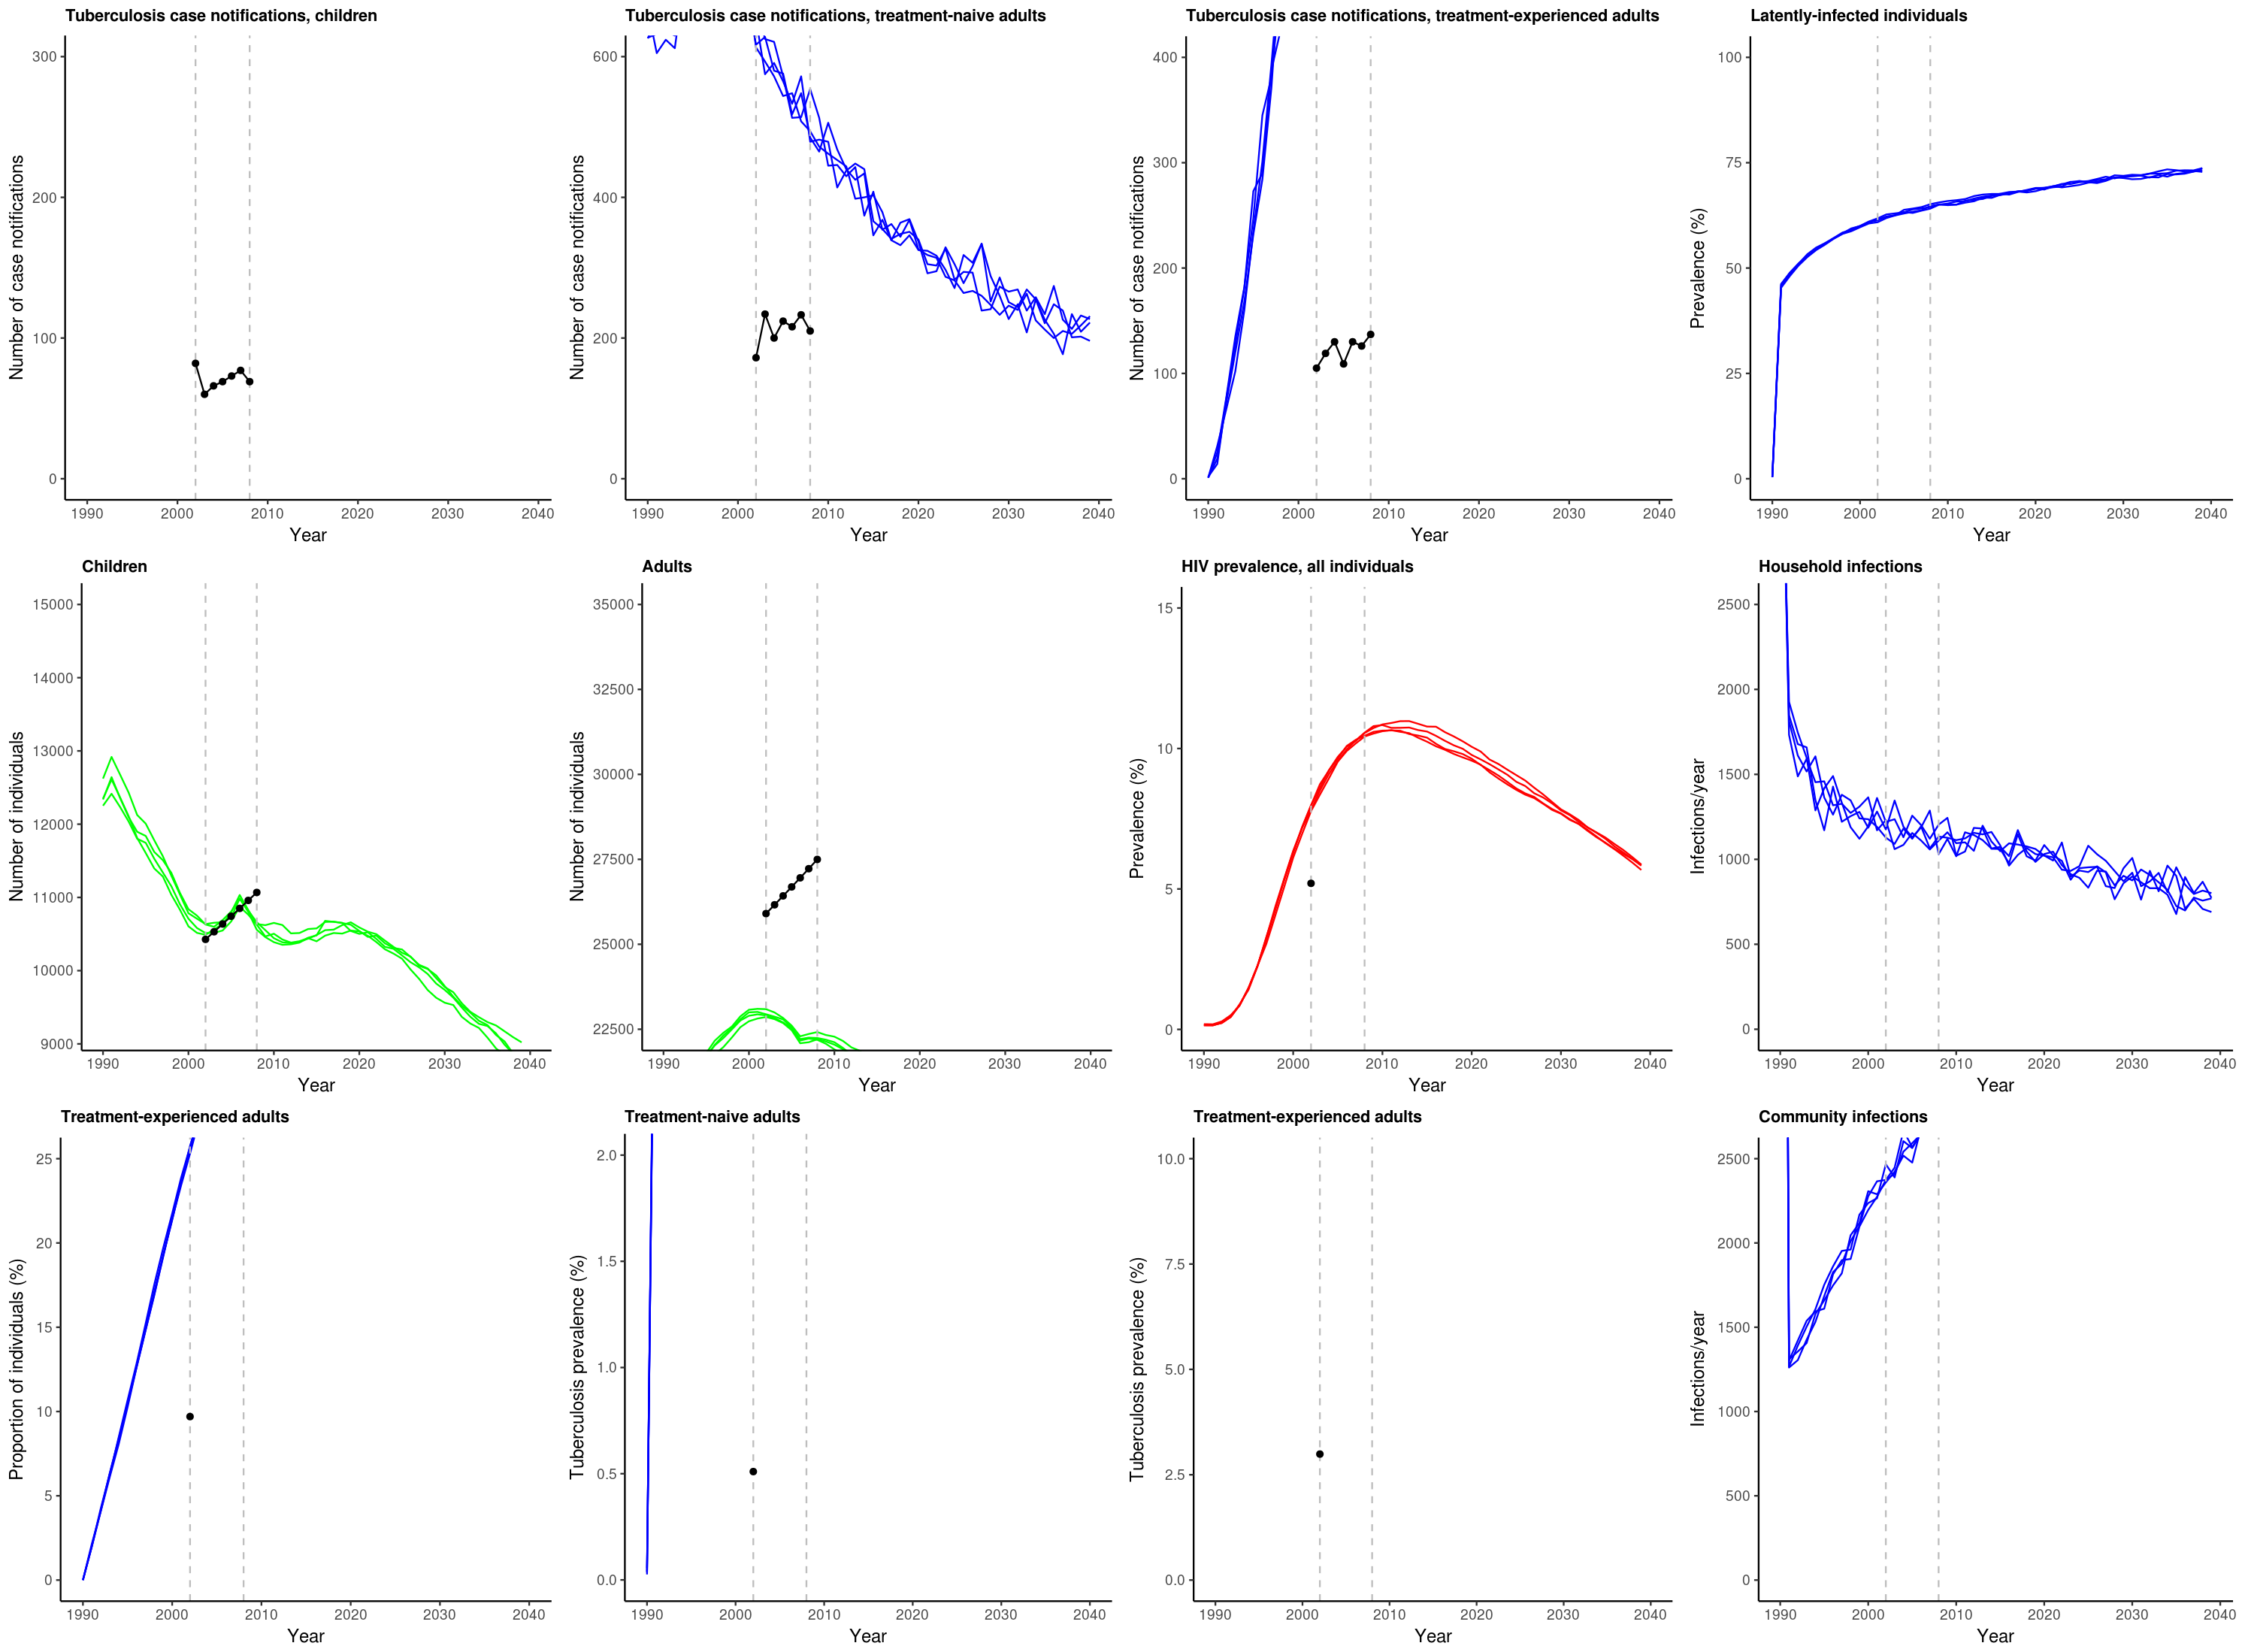 Tuberculosis case notifications, children
Number of case notifications
300
200
100
0
1990 2000 2010 2020 2030 2040
Year
Tuberculosis case notifications, treatment-naive adults
Number of case notifications
600
400
200
0
1990 2000 2010 2020 2030 2040
Year
Tuberculosis case notifications, treatment-experienced adults
Number of case notifications
400
300
200
100
0
1990 2000 2010 2020 2030 2040
Year
Latently-infected individuals
Prevalence (%)
100
75
50
25
0
1990 2000 2010 2020 2030 2040
Year
Children
Number of individuals
15000
14000
13000
12000
11000
10000
9000
1990 2000 2010 2020 2030 2040
Year
Adults
Number of individuals
35000
32500
30000
27500
25000
22500
1990 2000 2010 2020 2030 2040
Year
HIV prevalence, all individuals
Prevalence (%)
15
10
5
0
1990 2000 2010 2020 2030 2040
Year
Household infections
Infections/year
2500
2000
1500
1000
500
0
1990 2000 2010 2020 2030 2040
Year
Treatment-experienced adults
Proportion of individuals (%)
25
20
15
10
5
0
1990 2000 2010 2020 2030 2040
Year
Treatment-naive adults
Tuberculosis prevalence (%)
2.0
1.5
1.0
0.5
0.0
1990 2000 2010 2020 2030 2040
Year
Treatment-experienced adults
Tuberculosis prevalence (%)
10.0
7.5
5.0
2.5
0.0
1990 2000 2010 2020 2030 2040
Year
Community infections
Infections/year
2500
2000
1500
1000
500
0
1990 2000 2010 2020 2030 2040
Year